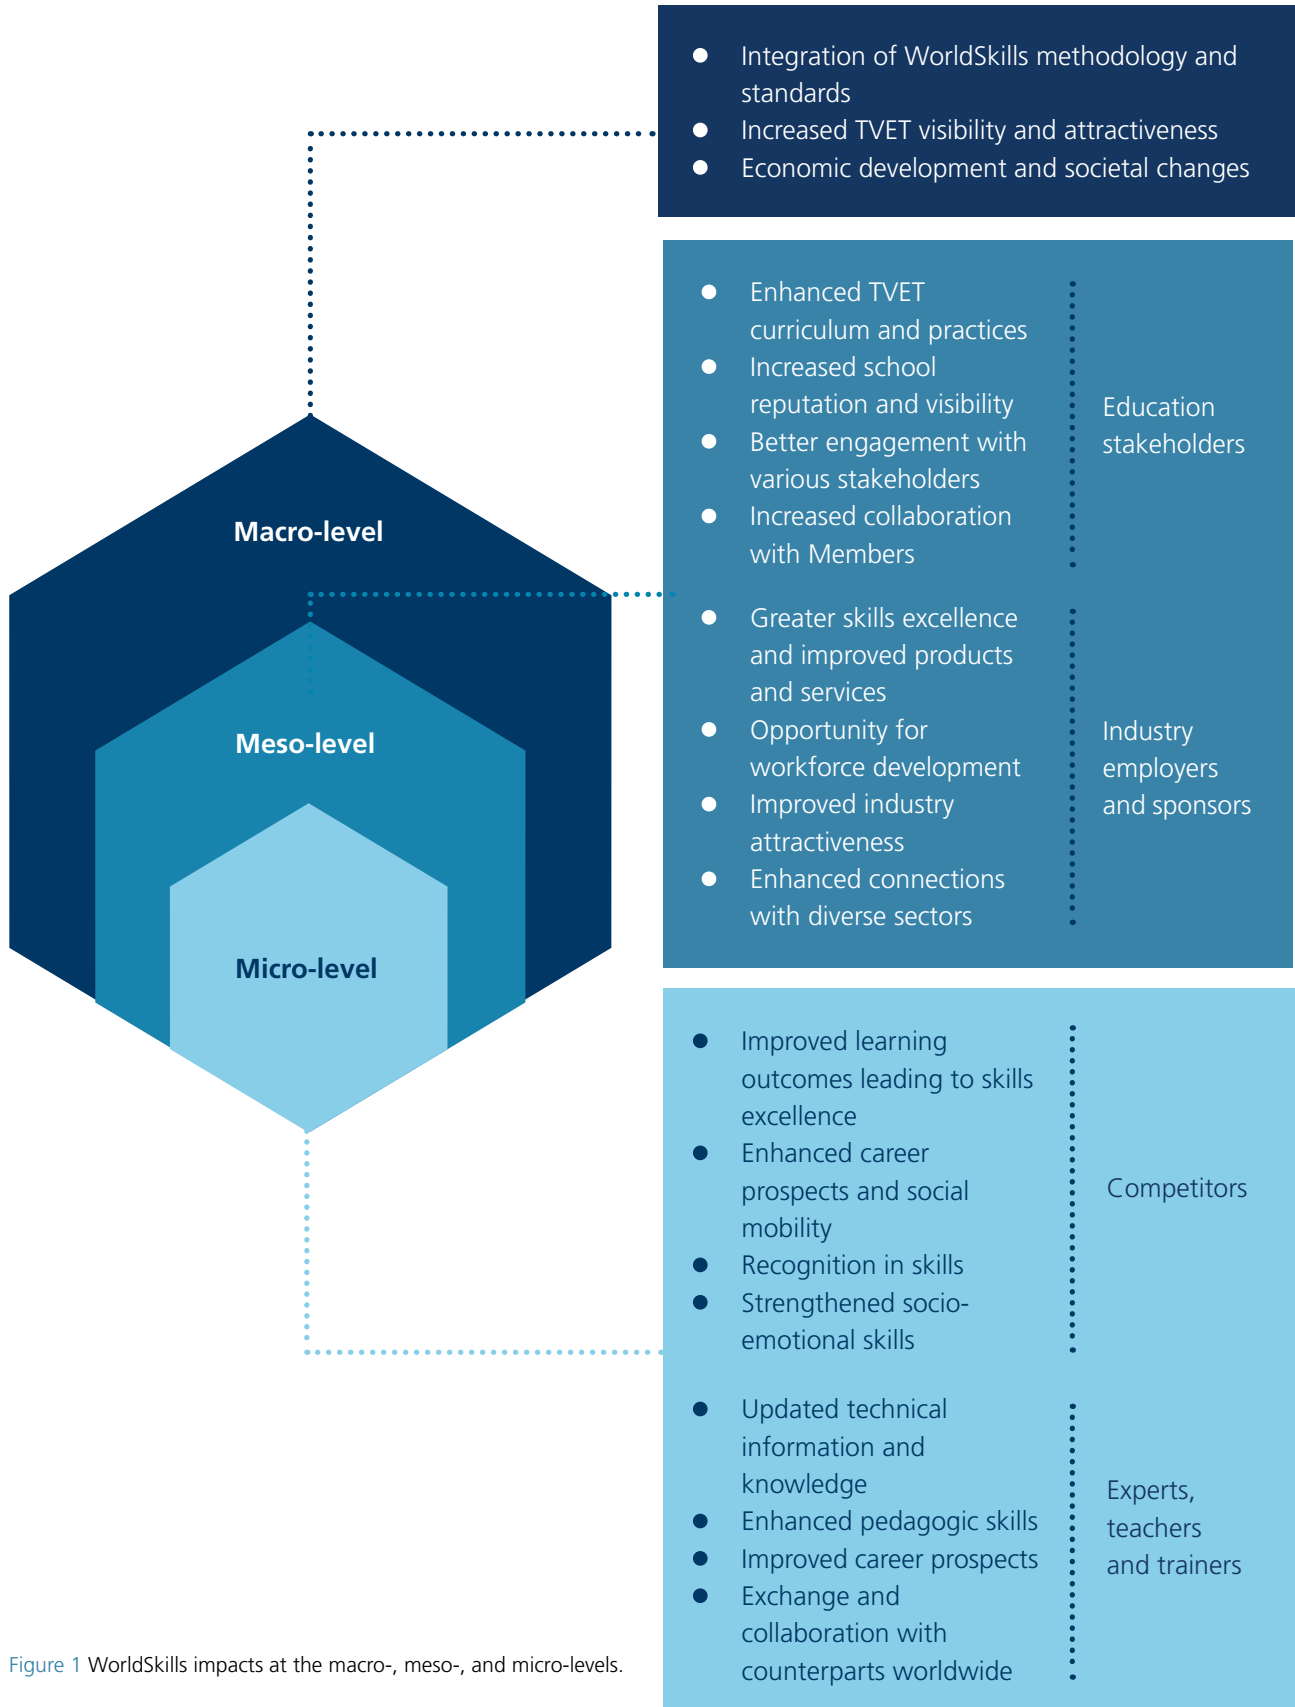 Integration of WorldSkills methodology and
standards
Increased TVET visibility and attractiveness
Economic development and societal changes
Macro-level
Meso-level
Micro-level
Enhanced TVET
curriculum and practices
Increased school
reputation and visibility
Better engagement with
various stakeholders
Increased collaboration
with Members
Education
stakeholders
Greater skills excellence
and improved products
and services
Opportunity for
workforce development
Improved industry
attractiveness
Enhanced connections
with diverse sectors
Industry
employers
and sponsors
Improved learning
outcomes leading to skills
excellence
Enhanced career
prospects and social
mobility
Recognition in skills
Strengthened socio-
emotional skills
Competitors
Updated technical
information and
knowledge
Enhanced pedagogic skills
Improved career prospects
Exchange and
collaboration with
counterparts worldwide
Experts,
teachers
and trainers
Figure 1 WorldSkills impacts at the macro-, meso-, and micro-levels.